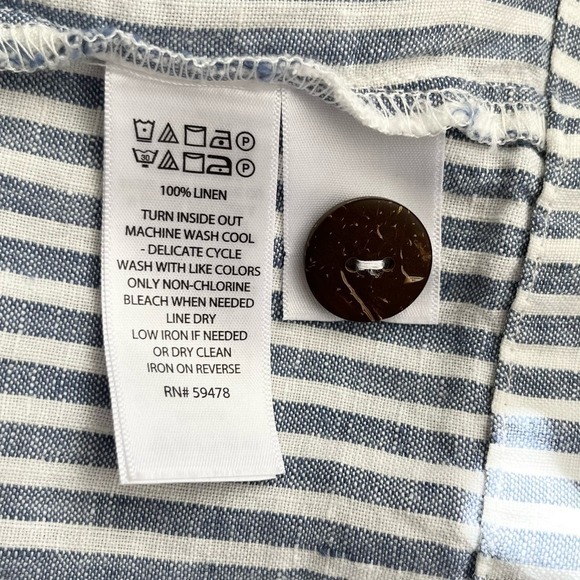 30
P
P
100% LINEN
TURN INSIDE OUT
MACHINE WASH COOL
- DELICATE CYCLE
WASH WITH LIKE COLORS
ONLY NON-CHLORINE
BLEACH WHEN NEEDED
LINE DRY
LOW IRON IF NEEDED
OR DRY CLEAN
IRON ON REVERSE
RN# 59478